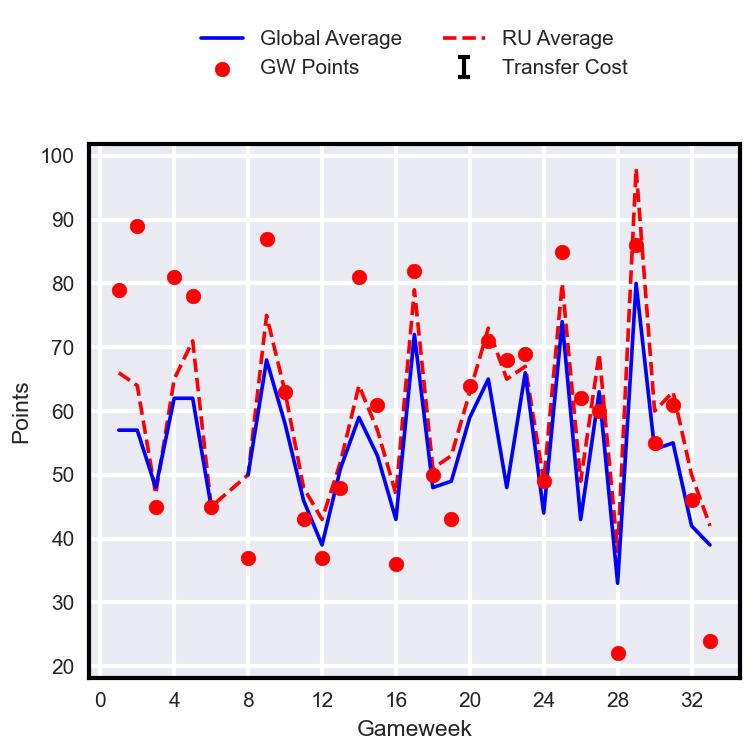 Global Average
RU Average
GW Points
Transfer Cost
100
90
80
70
60
50
40
30
20
Points
0 4 8 12 16 20 24 28 32
Gameweek